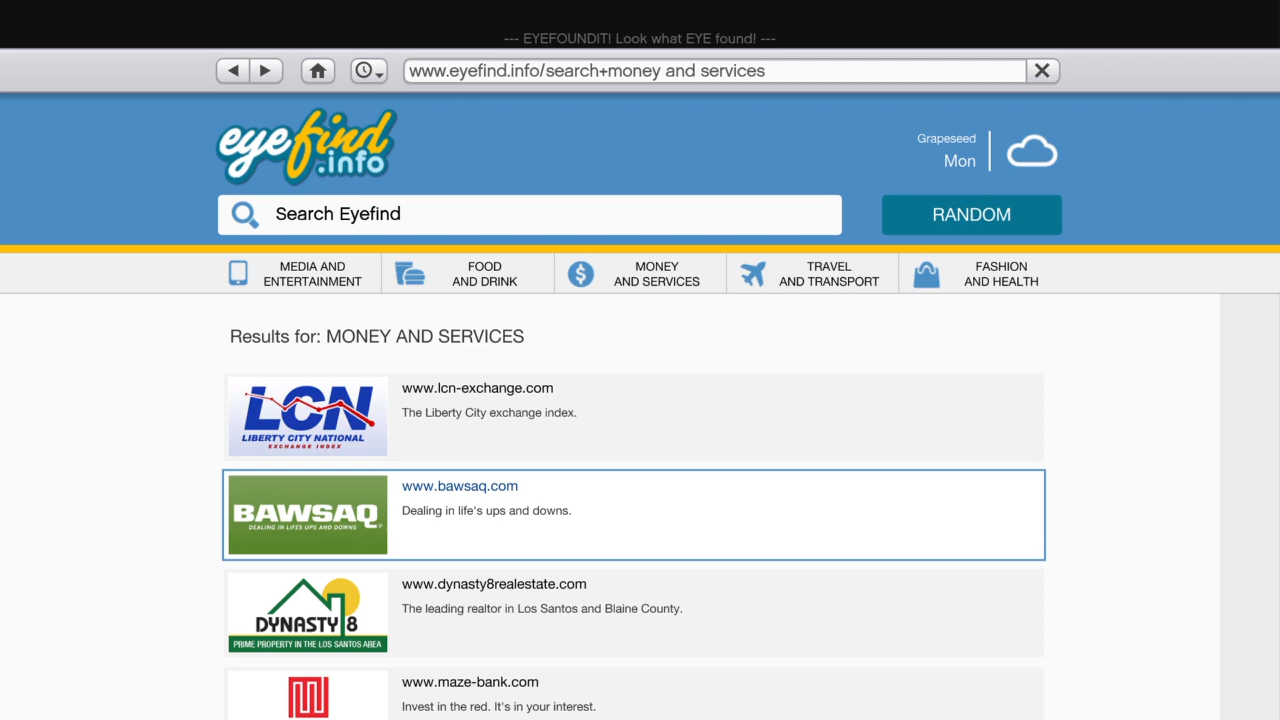 --- EYEFOUNDIT! Look what EYE found! ---
www.eyefind.info/search+money and services
eyefind
.info
Grapeseed
Mon
Search Eyefind
RANDOM
MEDIA AND
ENTERTAINMENT
FOOD
AND DRINK
MONEY
AND SERVICES
TRAVEL
AND TRANSPORT
FASHION
AND HEALTH
Results for: MONEY AND SERVICES
LCN
LIBERTY CITY NATIONAL
EXCHANGE INDEX
www.lcn-exchange.com
The Liberty City exchange index.
BAWSAQ
DEALING IN LIFES UPS AND DOWNS
www.bawsaq.com
Dealing in life's ups and downs.
DYNASTY 8
PRIME PROPERTY IN THE LOS SANTOS AREA
www.dynasty8realestate.com
The leading realtor in Los Santos and Blaine County.
www.maze-bank.com
Invest in the red. It's in your interest.